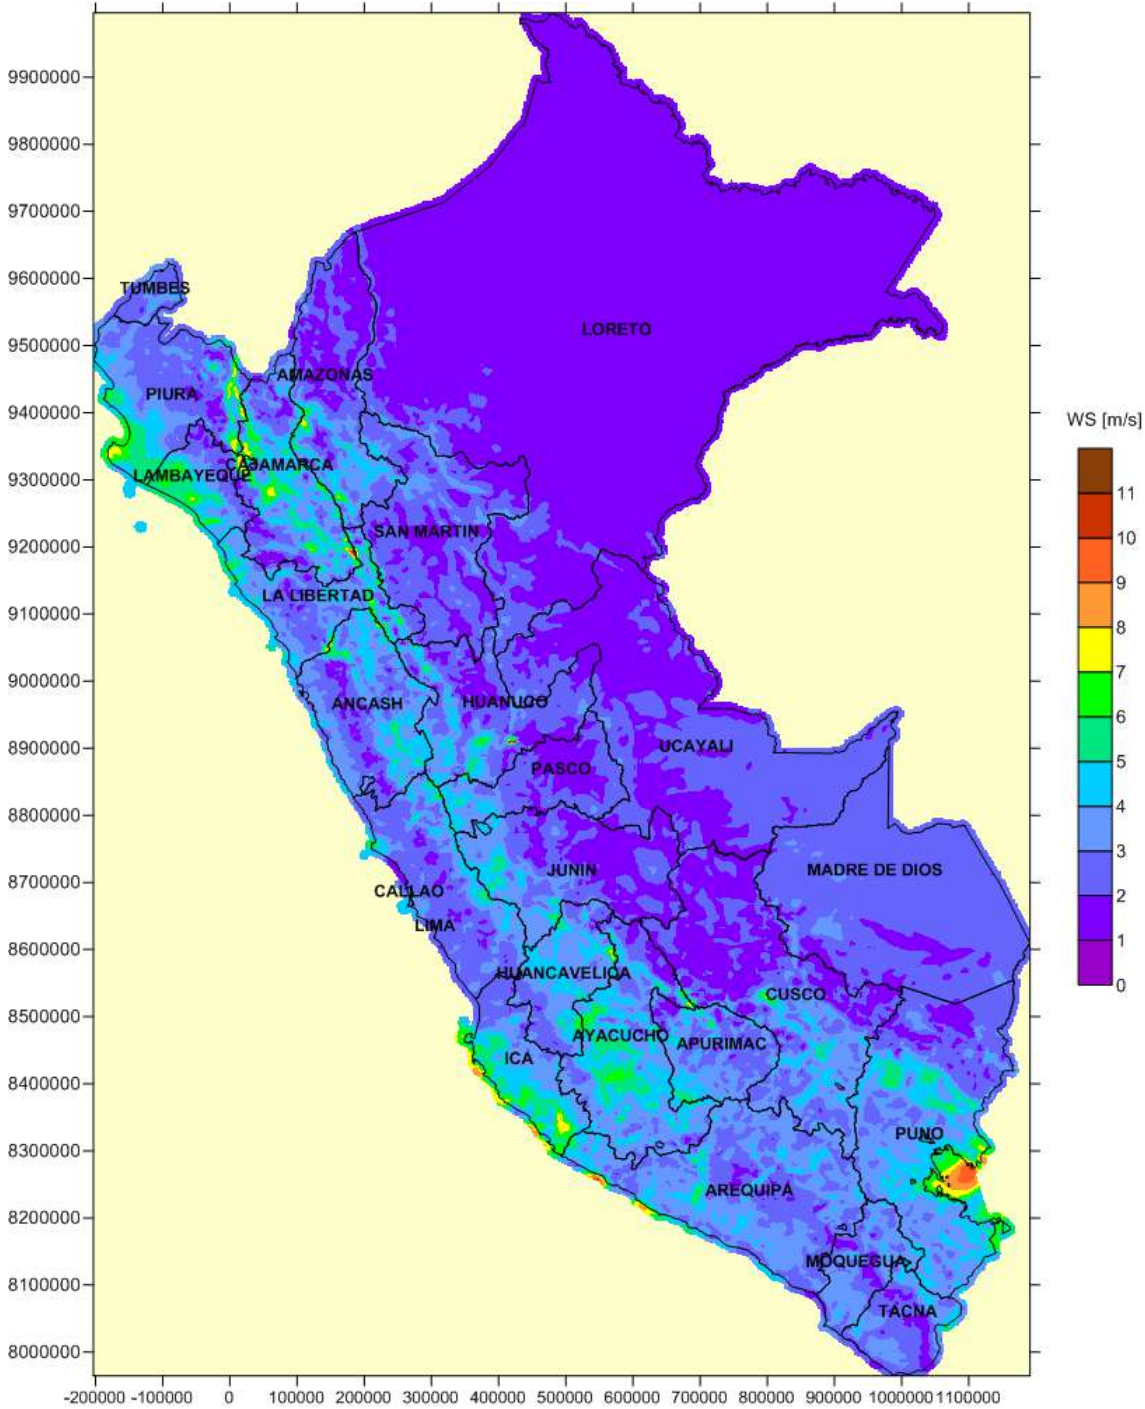 9900000
9800000
9700000
9600000
9500000
9400000
9300000
9200000
9100000
9000000
8900000
8800000
8700000
8600000
8500000
8400000
8300000
8200000
8100000
8000000
TUMBES
LORETO
AMAZONAS
PIURA
CAJAMARCA
LAMBAYEQUE
SAN MARTIN
LA LIBERTAD
ANCASH
HUANUCO
UCAYALI
PASCO
JUNIN
MADRE DE DIOS
CALLAO
LIMA
HUANCAVELICA
CUSCO
AYACUCHO
APURIMAC
ICA
PUNO
AREQUIPA
MOQUEGUA
TACNA
WS [m/s]
11
10
9
8
7
6
5
4
3
2
1
0
-200000 -100000 0 100000 200000 300000 400000 500000 600000 700000 800000 900000 1000000 1100000